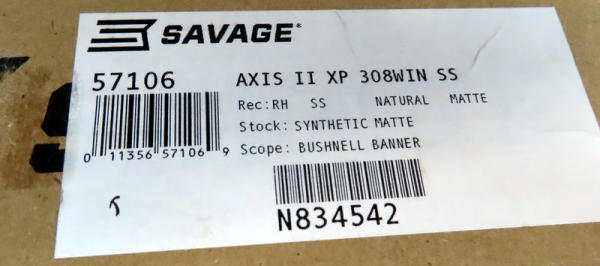 SAVAGE
57106 AXIS II XP 308WIN SS
Rec: RH SS NATURAL MATTE
Stock: SYNTHETIC MATTE
0 11356 57106 9 Scope: BUSHNELL BANNER
N834542